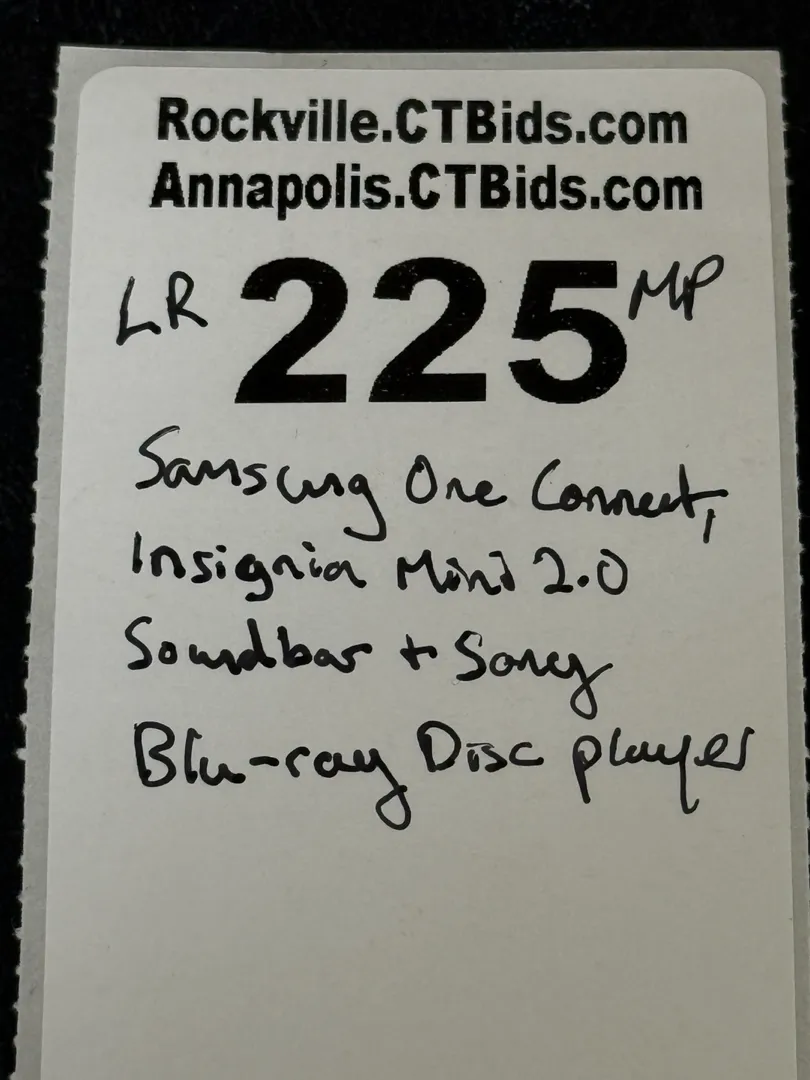 Rockville.CTBids.com
Annapolis.CTBids.com
LR 225 MP
Samsung One Connect,
Insignia Mini 2.0
Soundbar + Sony
Blu-ray Disc player